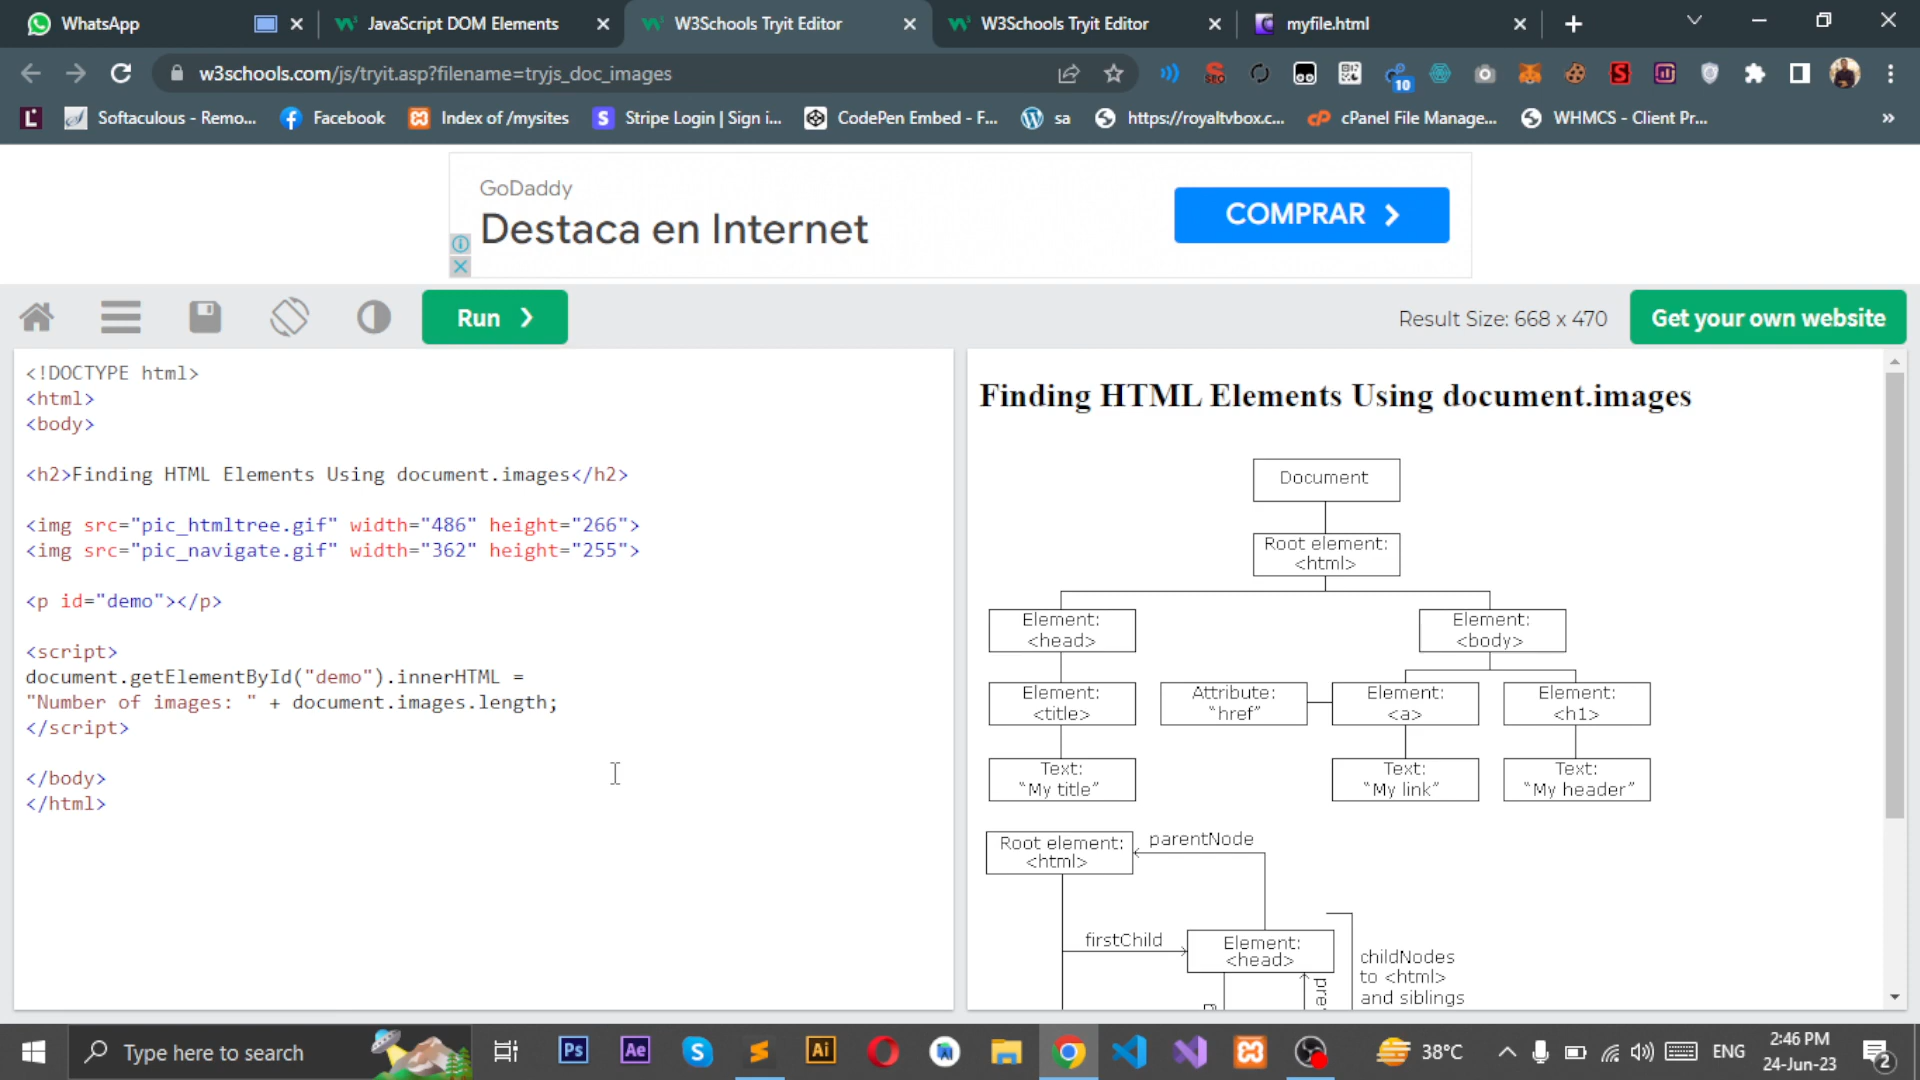 WhatsApp
JavaScript DOM Elements
W3Schools Tryit Editor
W3Schools Tryit Editor
myfile.html
w3schools.com/js/tryit.asp?filename=tryjs_doc_images
10
Softaculous - Remo...
Facebook
Index of /mysites
Stripe Login | Sign i...
CodePen Embed - F...
sa
https://royaltvbox.c...
cPanel File Manage...
WHMCS - Client Pr...
»
GoDaddy
Destaca en Internet
COMPRAR
Run
Result Size: 668 x 470
Get your own website
<!DOCTYPE html>
<html>
<body>
<h2>Finding HTML Elements Using document.images</h2>
<img src="pic_htmltree.gif" width="486" height="266">
<img src="pic_navigate.gif" width="362" height="255">
<p id="demo"></p>
<script>
document.getElementById("demo").innerHTML =
"Number of images: " + document.images.length;
</script>
</body>
</html>
Finding HTML Elements Using document.images
Document
Root element:
<html>
Element:
<head>
Element:
<body>
Element:
<title>
Attribute:
"href"
Element:
<a>
Element:
<h1>
Text:
"My title"
Text:
"My link"
Text:
"My header"
Root element:
<html>
parentNode
firstChild
Element:
<head>
childNodes
to <html>
and siblings
pre
Type here to search
Ps
Ae
Ai
38°C
ENG
2:46 PM
24-Jun-23
2